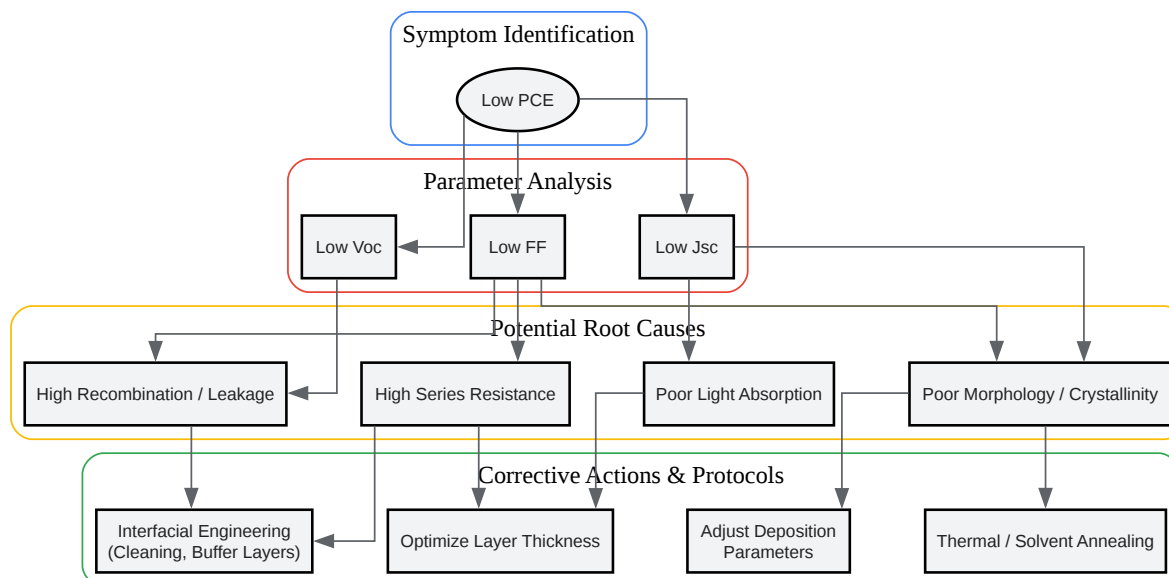 Symptom Identification
Low PCE
Parameter Analysis
Low Voc
Low FF
Low Jsc
Potential Root Causes
High Recombination / Leakage
High Series Resistance
Poor Light Absorption
Poor Morphology / Crystallinity
Corrective Actions & Protocols
Interfacial Engineering
(Cleaning, Buffer Layers)
Optimize Layer Thickness
Adjust Deposition
Parameters
Thermal / Solvent Annealing